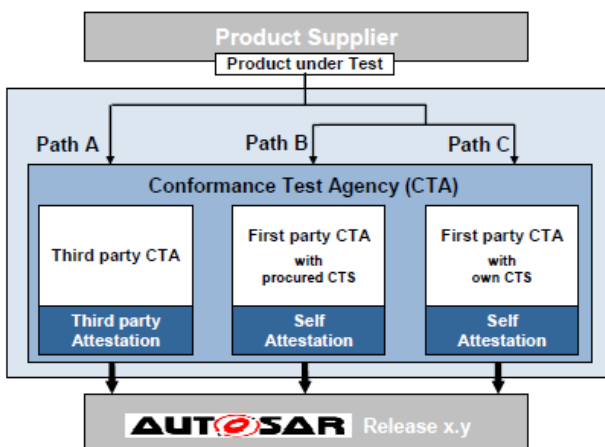 Product Supplier
Product under Test
Path A
Path B
Path C
Conformance Test Agency (CTA)
Third party CTA
First party CTA
with
procured CTS
First party CTA
with
own CTS
Third party
Attestation
Self
Attestation
Self
Attestation
AUTOSAR Release x.y